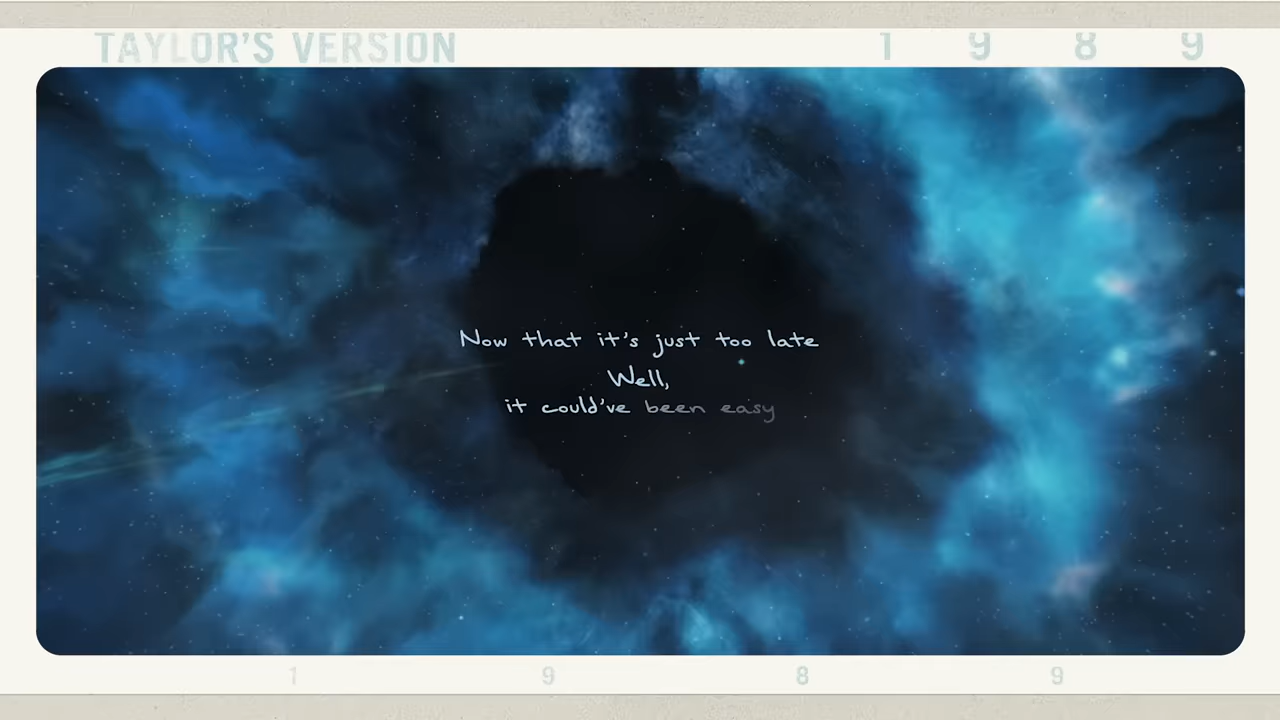 TAYLOR'S VERSION 1 9 8 9
Now that it's just too late
Well,
it could've been easy
1 9 8 9